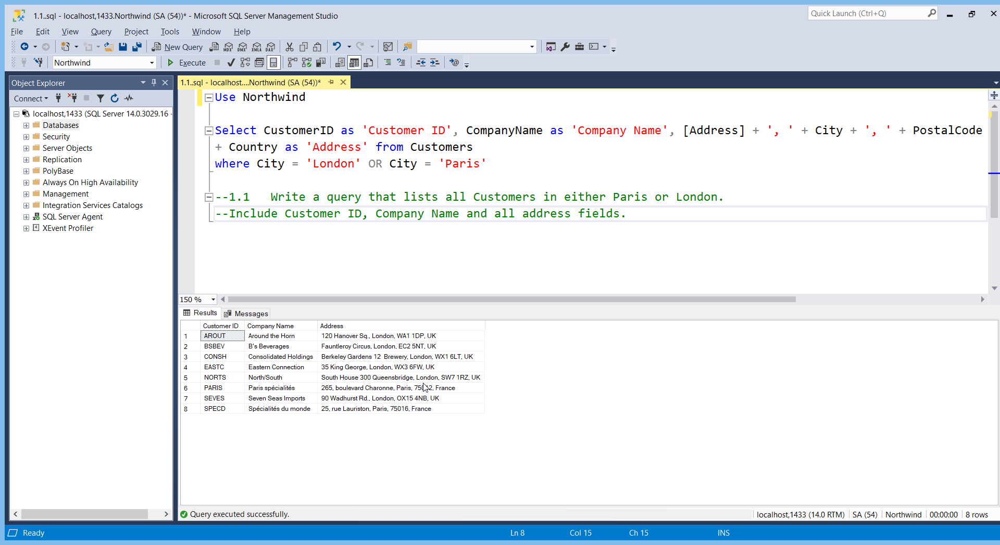 1.1..sql - localhost,1433.Northwind (SA (54))* - Microsoft SQL Server Management Studio
Quick Launch (Ctrl+Q)
File Edit View Query Project Tools Window Help
New Query MDX DMX XMLA DAX
Northwind Execute
Object Explorer
1.1..sql - localhost....Northwind (SA (54))*
Connect
localhost,1433 (SQL Server 14.0.3029.16 -
Databases
Security
Server Objects
Replication
PolyBase
Always On High Availability
Management
Integration Services Catalogs
SQL Server Agent
XEvent Profiler
Use Northwind
Select CustomerID as 'Customer ID', CompanyName as 'Company Name', [Address] + ', ' + City + ', ' + PostalCode
+ Country as 'Address' from Customers
where City = 'London' OR City = 'Paris'
--1.1   Write a query that lists all Customers in either Paris or London.
--Include Customer ID, Company Name and all address fields.
150 %
Results Messages
Customer ID Company Name Address
1 AROUT Around the Horn 120 Hanover Sq., London, WA1 1DP, UK
2 BSBEV B's Beverages Fauntleroy Circus, London, EC2 5NT, UK
3 CONSH Consolidated Holdings Berkeley Gardens 12  Brewery, London, WX1 6LT, UK
4 EASTC Eastern Connection 35 King George, London, WX3 6FW, UK
5 NORTS North/South South House 300 Queensbridge, London, SW7 1RZ, UK
6 PARIS Paris spécialités 265, boulevard Charonne, Paris, 75012, France
7 SEVES Seven Seas Imports 90 Wadhurst Rd., London, OX15 4NB, UK
8 SPECD Spécialités du monde 25, rue Lauriston, Paris, 75016, France
Query executed successfully.
localhost,1433 (14.0 RTM) SA (54) Northwind 00:00:00 8 rows
Ready Ln 8 Col 15 Ch 15 INS